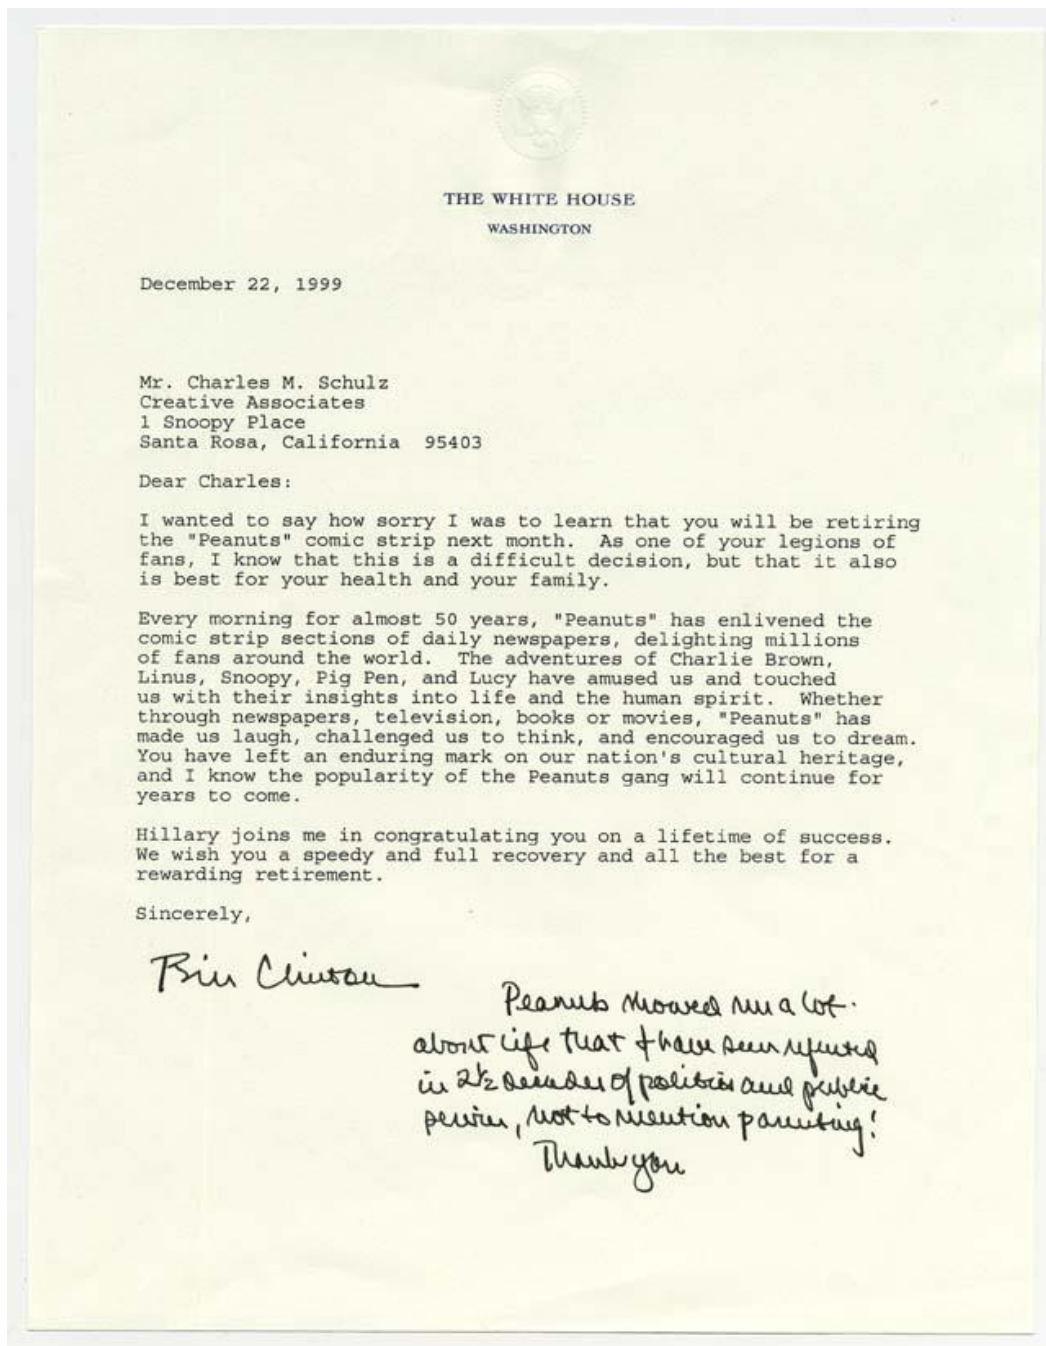 THE WHITE HOUSE
WASHINGTON
December 22, 1999
Mr. Charles M. Schulz
Creative Associates
1 Snoopy Place
Santa Rosa, California  95403
Dear Charles:
I wanted to say how sorry I was to learn that you will be retiring
the "Peanuts" comic strip next month.  As one of your legions of
fans, I know that this is a difficult decision, but that it also
is best for your health and your family.
Every morning for almost 50 years, "Peanuts" has enlivened the
comic strip sections of daily newspapers, delighting millions
of fans around the world.  The adventures of Charlie Brown,
Linus, Snoopy, Pig Pen, and Lucy have amused us and touched
us with their insights into life and the human spirit.  Whether
through newspapers, television, books or movies, "Peanuts" has
made us laugh, challenged us to think, and encouraged us to dream.
You have left an enduring mark on our nation's cultural heritage,
and I know the popularity of the Peanuts gang will continue for
years to come.
Hillary joins me in congratulating you on a lifetime of success.
We wish you a speedy and full recovery and all the best for a
rewarding retirement.
Sincerely,
Bill Clinton
Peanuts showed me a lot
about life that I have seen repeated
in 2½ decades of politics and public
service, not to mention parenting!
Thank you